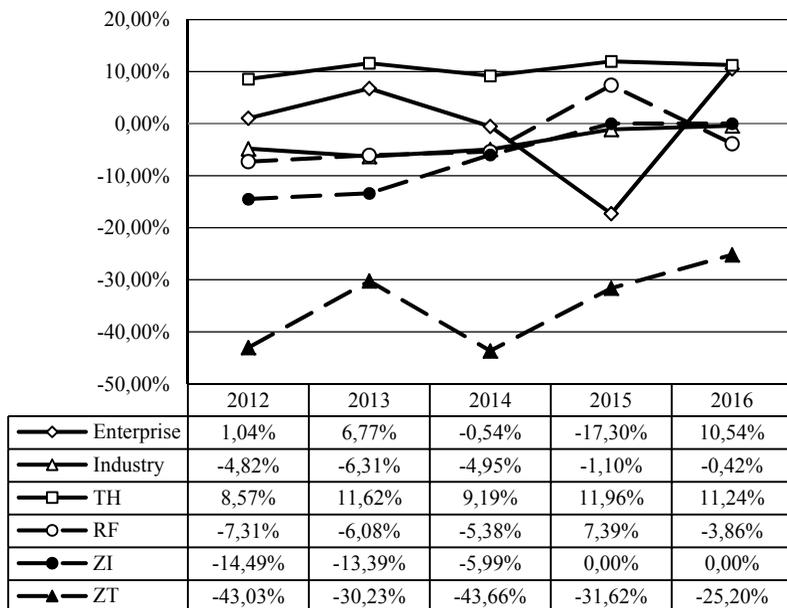 20,00%
10,00%
0,00%
-10,00%
-20,00%
-30,00%
-40,00%
-50,00%
2012 2013 2014 2015 2016
Enterprise 1,04% 6,77% -0,54% -17,30% 10,54%
Industry -4,82% -6,31% -4,95% -1,10% -0,42%
TH 8,57% 11,62% 9,19% 11,96% 11,24%
RF -7,31% -6,08% -5,38% 7,39% -3,86%
ZI -14,49% -13,39% -5,99% 0,00% 0,00%
ZT -43,03% -30,23% -43,66% -31,62% -25,20%